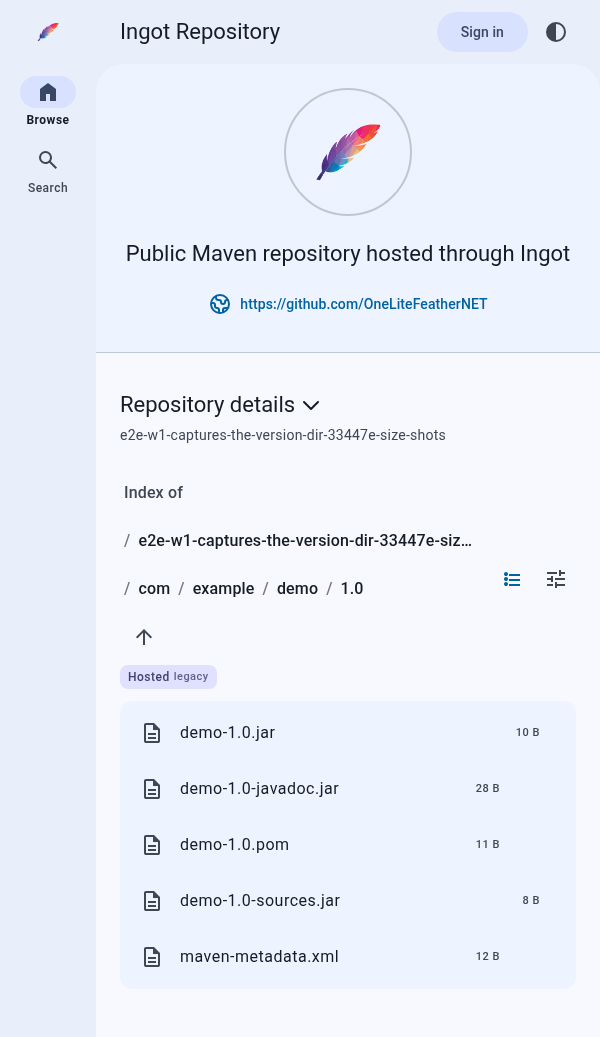 Ingot Repository
Sign in
Browse
Search
Public Maven repository hosted through Ingot
https://github.com/OneLiteFeatherNET
Repository details
e2e-w1-captures-the-version-dir-33447e-size-shots
Index of
/ e2e-w1-captures-the-version-dir-33447e-siz…
/ com / example / demo / 1.0
Hosted legacy
demo-1.0.jar 10 B
demo-1.0-javadoc.jar 28 B
demo-1.0.pom 11 B
demo-1.0-sources.jar 8 B
maven-metadata.xml 12 B